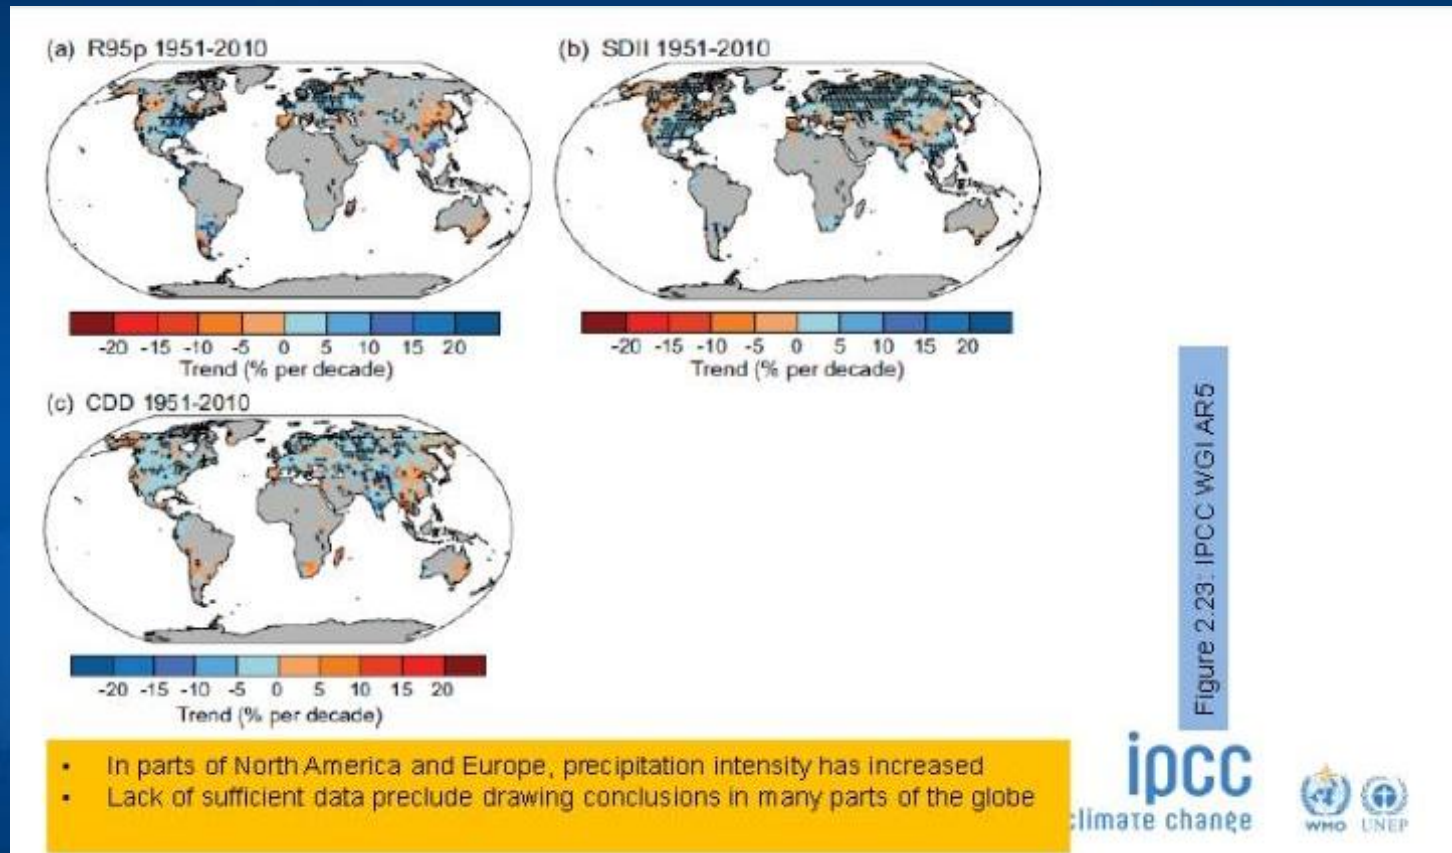 (a) R95p 1951-2010
(b) SDII 1951-2010
-20 -15 -10 -5 0 5 10 15 20
Trend (% per decade)
-20 -15 -10 -5 0 5 10 15 20
Trend (% per decade)
(c) CDD 1951-2010
-20 -15 -10 -5 0 5 10 15 20
Trend (% per decade)
Figure 2.23: IPCC WGI AR5
• In parts of North America and Europe, precipitation intensity has increased
• Lack of sufficient data preclude drawing conclusions in many parts of the globe
ipcc
climate change
WMO UNEP